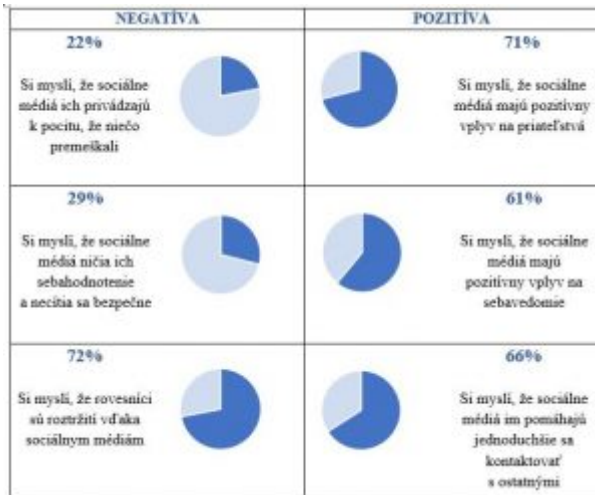 NEGATÍVA
POZITÍVA
22%
Si myslí, že sociálne
médiá ich privádzajú
k pocitu, že niečo
premeškali
71%
Si myslí, že sociálne
médiá majú pozitívny
vplyv na priateľstvá
29%
Si myslí, že sociálne
médiá ničia ich
sebahodnotenie
a necítia sa bezpečne
61%
Si myslí, že sociálne
médiá majú
pozitívny vplyv na
sebavedomie
72%
Si myslí, že rovesníci
sú roztržití vďaka
sociálnym médiám
66%
Si myslí, že sociálne
médiá im pomáhajú
jednoduchšie sa
kontaktovať
s ostatnými